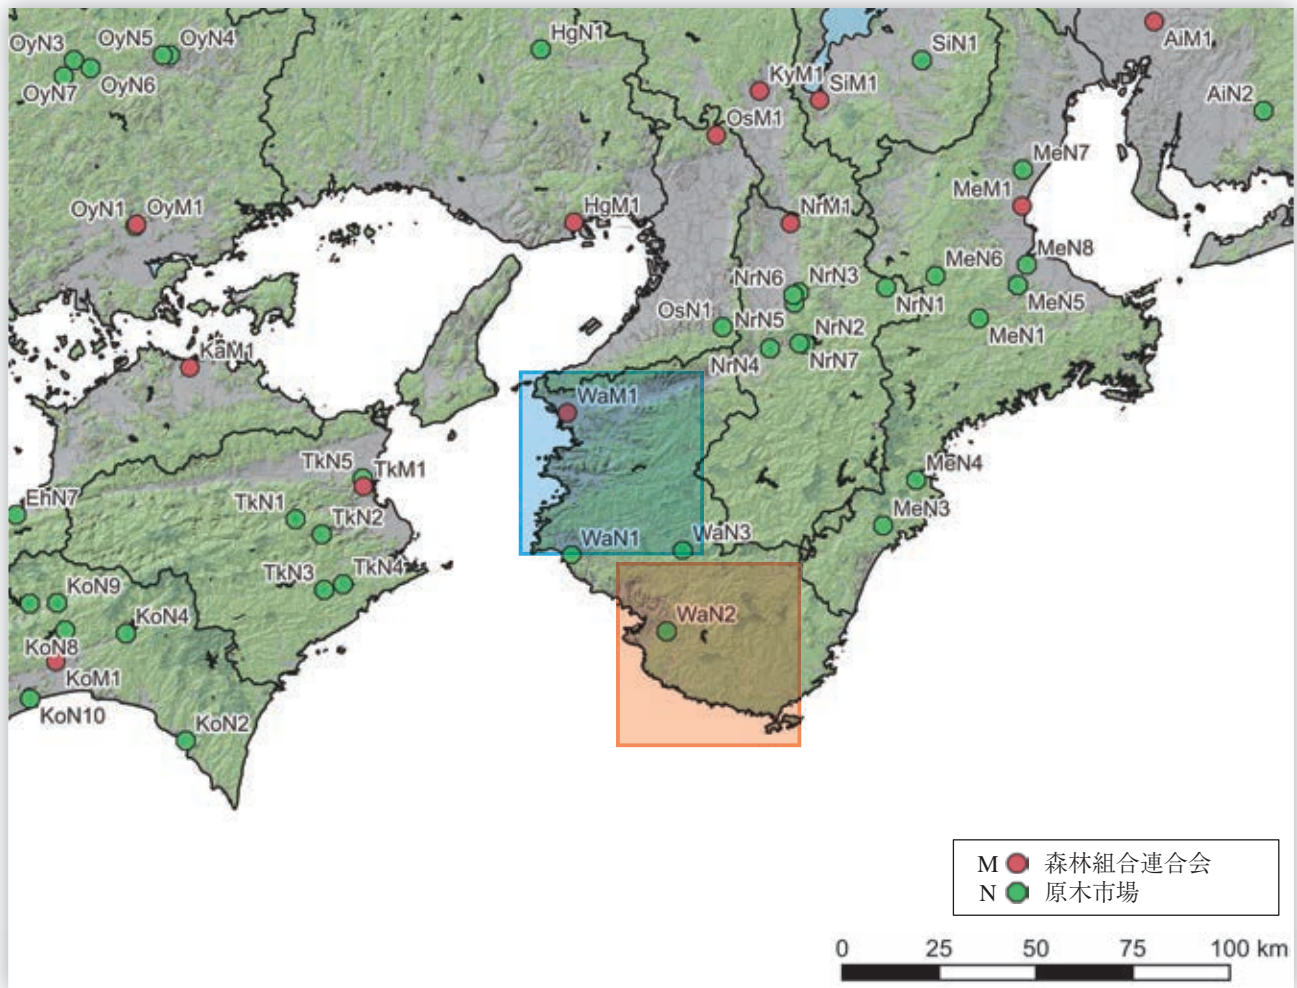 OyN3
OyN5
OyN4
HgN1
SiN1
AiM1
OyN7
OyN6
KyM1
SiM1
AiN2
OsM1
MeN7
OyN1
OyM1
HgM1
NrM1
MeM1
NrN6
NrN3
MeN6
MeN8
OsN1
NrN5
NrN1
MeN5
NrN2
MeN1
KaM1
NrN4
NrN7
WaM1
TkN5
TkM1
MeN4
EhN7
TkN1
TkN2
MeN3
WaN1
WaN3
TkN3
TkN4
KoN9
KoN4
WaN2
KoN8
KoM1
KoN10
KoN2
M 森林組合連合会
N 原木市場
0 25 50 75 100 km